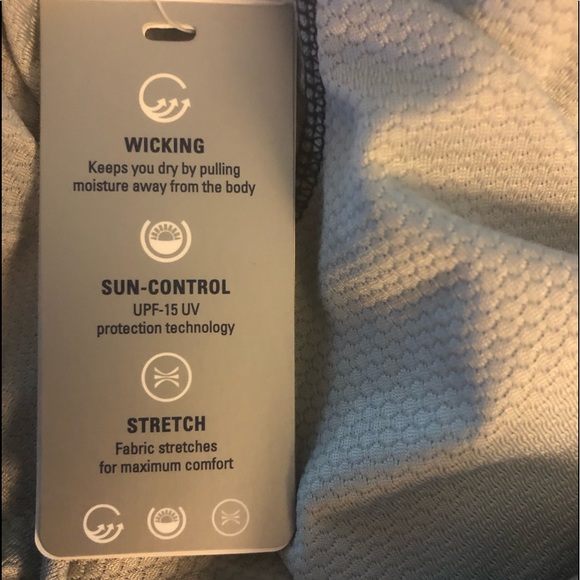 WICKING
Keeps you dry by pulling
moisture away from the body
SUN-CONTROL
UPF-15 UV
protection technology
STRETCH
Fabric stretches
for maximum comfort